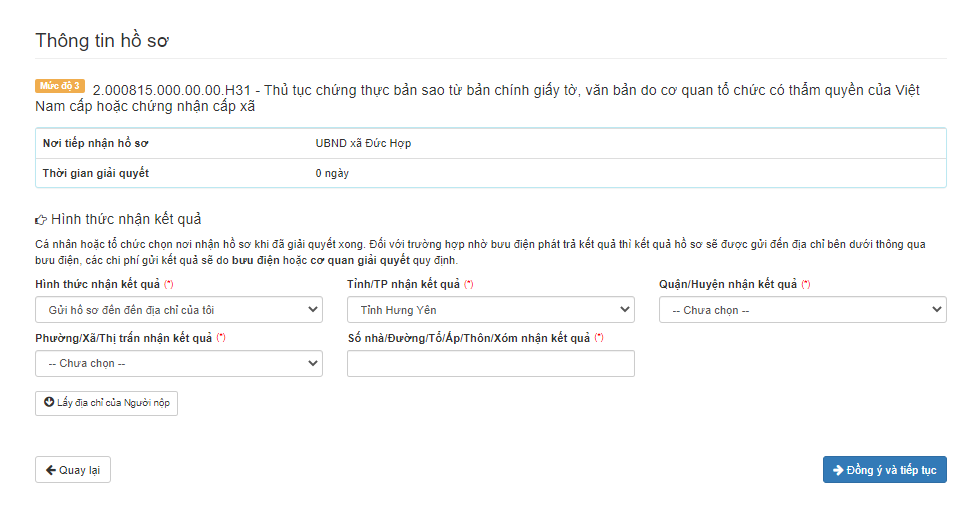 Thông tin hồ sơ
Mức độ 3 2.000815.000.00.00.H31 - Thủ tục chứng thực bản sao từ bản chính giấy tờ, văn bản do cơ quan tổ chức có thẩm quyền của Việt
Nam cấp hoặc chứng nhận cấp xã
Nơi tiếp nhận hồ sơ UBND xã Đức Hợp
Thời gian giải quyết 0 ngày
Hình thức nhận kết quả
Cá nhân hoặc tổ chức chọn nơi nhận hồ sơ khi đã giải quyết xong. Đối với trường hợp nhờ bưu điện phát trả kết quả thì kết quả hồ sơ sẽ được gửi đến địa chỉ bên dưới thông qua
bưu điện, các chi phí gửi kết quả sẽ do bưu điện hoặc cơ quan giải quyết quy định.
Hình thức nhận kết quả (*) Tỉnh/TP nhận kết quả (*) Quận/Huyện nhận kết quả (*)
Gửi hồ sơ đến đến địa chỉ của tôi Tỉnh Hưng Yên -- Chưa chọn --
Phường/Xã/Thị trấn nhận kết quả (*) Số nhà/Đường/Tổ/Ấp/Thôn/Xóm nhận kết quả (*)
-- Chưa chọn --
Lấy địa chỉ của Người nộp
Quay lại Đồng ý và tiếp tục